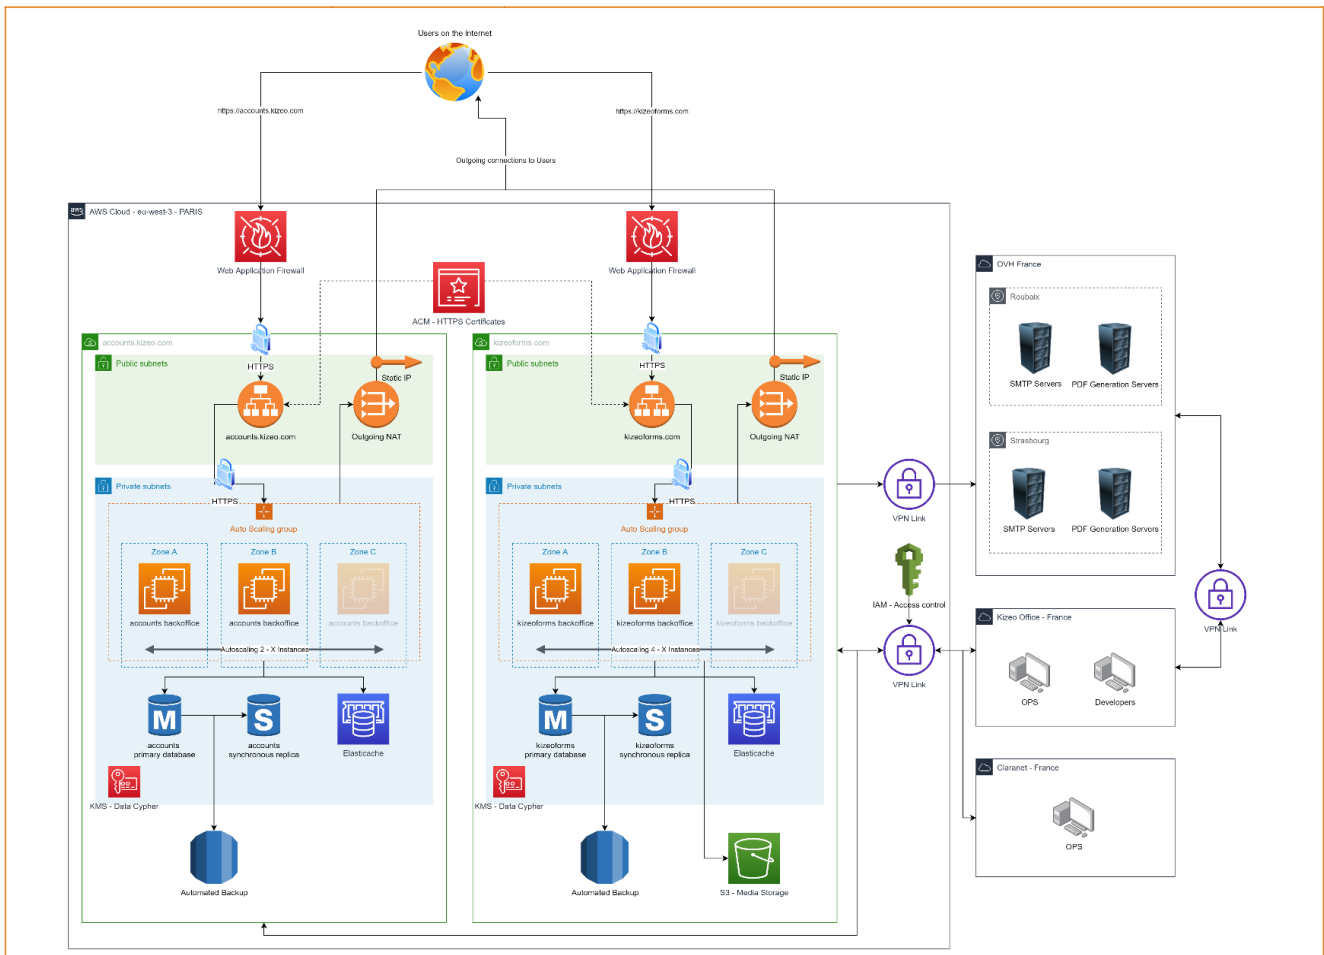 Users on the internet
https://accounts.kizeo.com
https://kizeoforms.com
Outgoing connections to Users
aws
AWS Cloud - eu-west-3 - PARIS
Web Application Firewall
Web Application Firewall
ACM - HTTPS Certificates
accounts.kizeo.com
Public subnets
HTTPS
Static IP
accounts.kizeo.com
Outgoing NAT
Private subnets
HTTPS
Auto Scaling group
Zone A
Zone B
Zone C
accounts backoffice
accounts backoffice
accounts backoffice
Autoscaling 2 - X Instances
M
S
accounts
primary database
accounts
synchronous replica
Elasticache
KMS - Data Cypher
Automated Backup
kizeoforms.com
Public subnets
HTTPS
Static IP
kizeoforms.com
Outgoing NAT
Private subnets
HTTPS
Auto Scaling group
Zone A
Zone B
Zone C
kizeoforms backoffice
kizeoforms backoffice
kizeoforms backoffice
Autoscaling 4 - X Instances
M
S
kizeoforms
primary database
kizeoforms
synchronous replica
Elasticache
KMS - Data Cypher
Automated Backup
S3 - Media Storage
VPN Link
IAM - Access control
VPN Link
OVH France
Roubaix
SMTP Servers
PDF Generation Servers
Strasbourg
SMTP Servers
PDF Generation Servers
VPN Link
Kizeo Office - France
OPS
Developers
Claranet - France
OPS